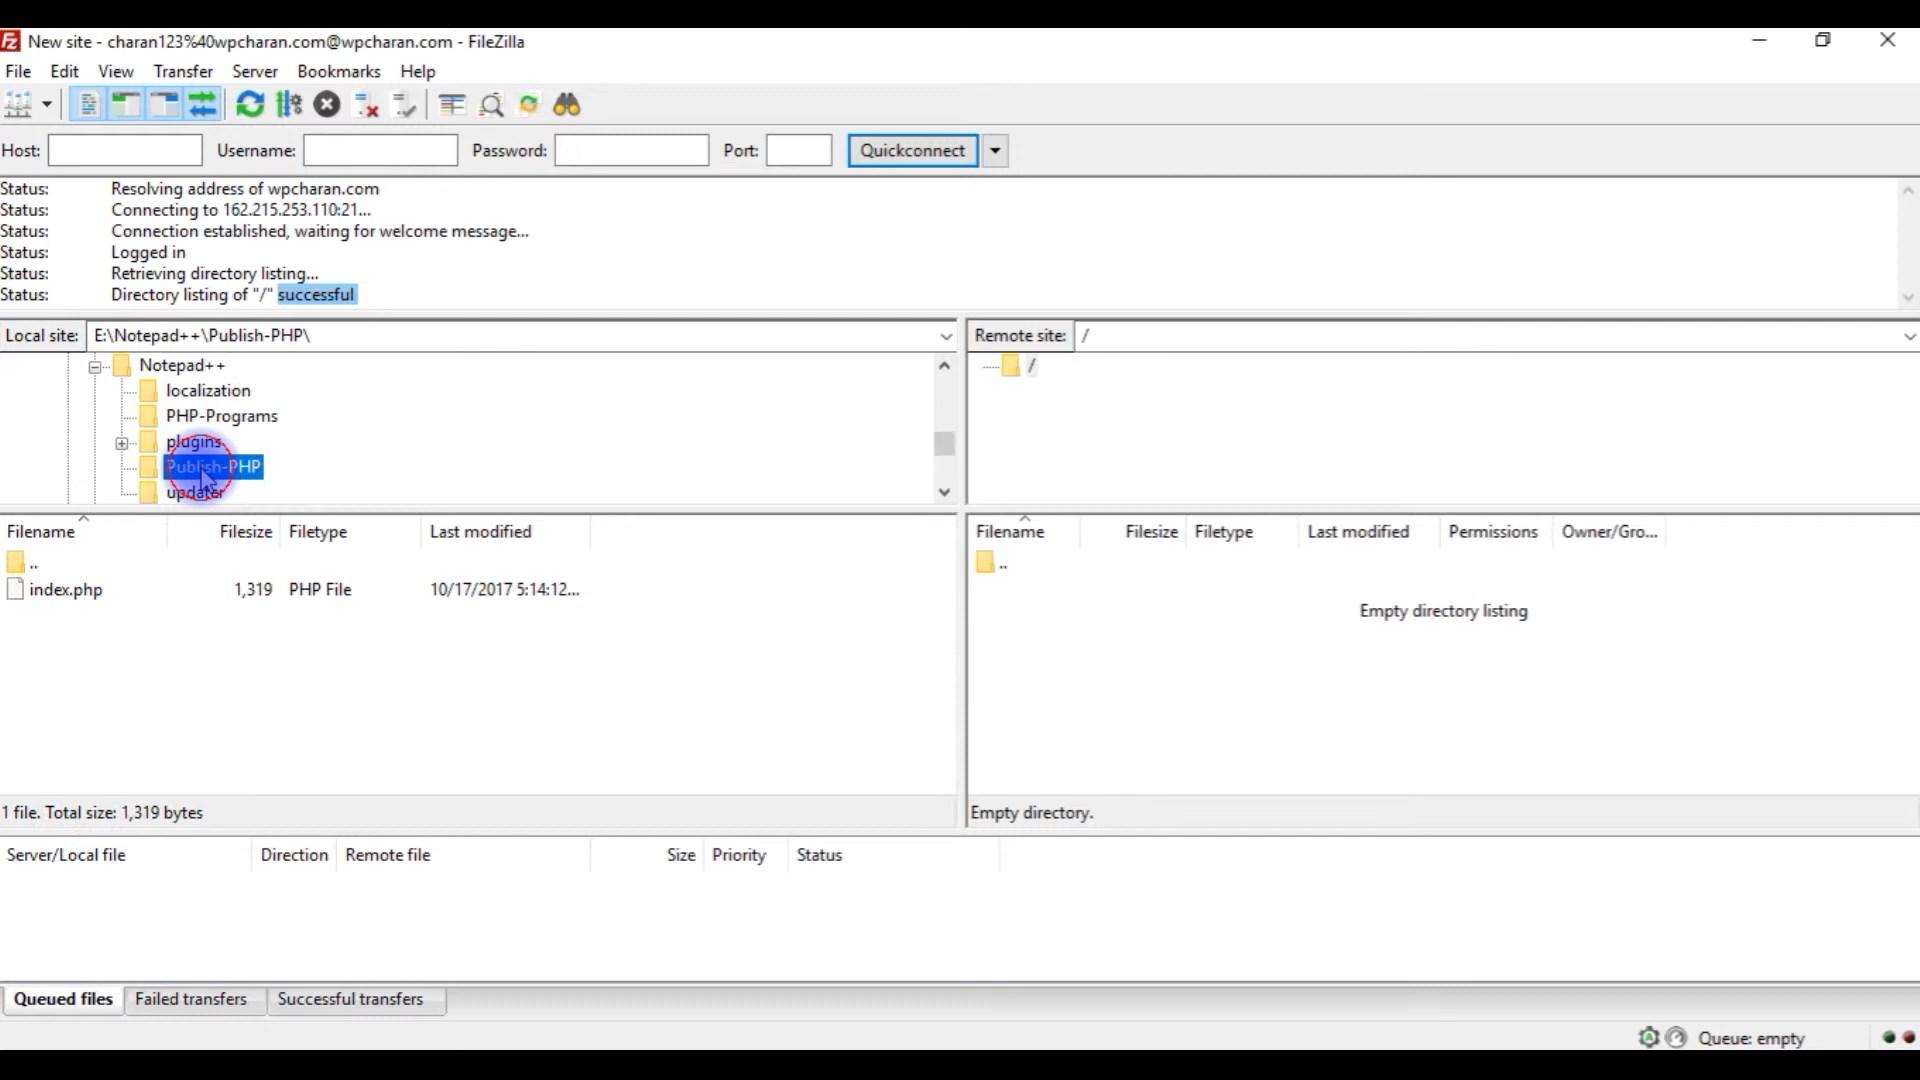 New site - charan123%40wpcharan.com@wpcharan.com - FileZilla
File Edit View Transfer Server Bookmarks Help
Host: Username: Password: Port: Quickconnect
Status: Resolving address of wpcharan.com
Status: Connecting to 162.215.253.110:21...
Status: Connection established, waiting for welcome message...
Status: Logged in
Status: Retrieving directory listing...
Status: Directory listing of "/" successful
Local site: E:\Notepad++\Publish-PHP\
Notepad++
localization
PHP-Programs
plugins
Publish-PHP
updater
Remote site: /
/
Filename Filesize Filetype Last modified
..
index.php 1,319 PHP File 10/17/2017 5:14:12...
1 file. Total size: 1,319 bytes
Filename Filesize Filetype Last modified Permissions Owner/Gro...
..
Empty directory listing
Empty directory.
Server/Local file Direction Remote file Size Priority Status
Queued files Failed transfers Successful transfers
Queue: empty